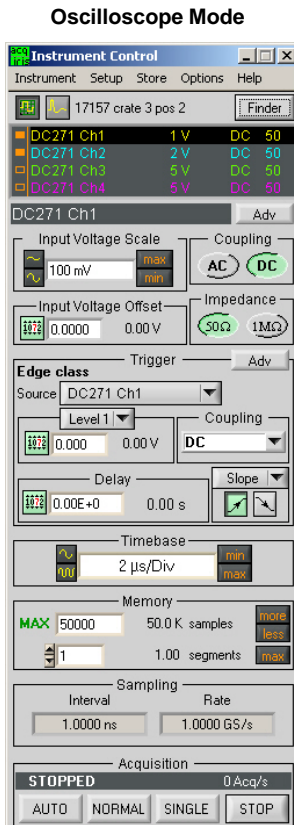 Oscilloscope Mode
Instrument Control
Instrument Setup Store Options Help
17157 crate 3 pos 2 Finder
DC271 Ch1 1 V DC 50
DC271 Ch2 2 V DC 50
DC271 Ch3 5 V DC 50
DC271 Ch4 5 V DC 50
DC271 Ch1 Adv
Input Voltage Scale Coupling
100 mV max min AC DC
Input Voltage Offset Impedance
0.0000 0.00 V 50Ω 1MΩ
Trigger Adv
Edge class
Source DC271 Ch1
Level 1 Coupling
0.000 0.00 V DC
Delay Slope
0.00E+0 0.00 s
Timebase
2 µs/Div min max
Memory
MAX 50000 50.0 K samples more less
1 1.00 segments max
Sampling
Interval Rate
1.0000 ns 1.0000 GS/s
Acquisition
STOPPED 0 Acq/s
AUTO NORMAL SINGLE STOP